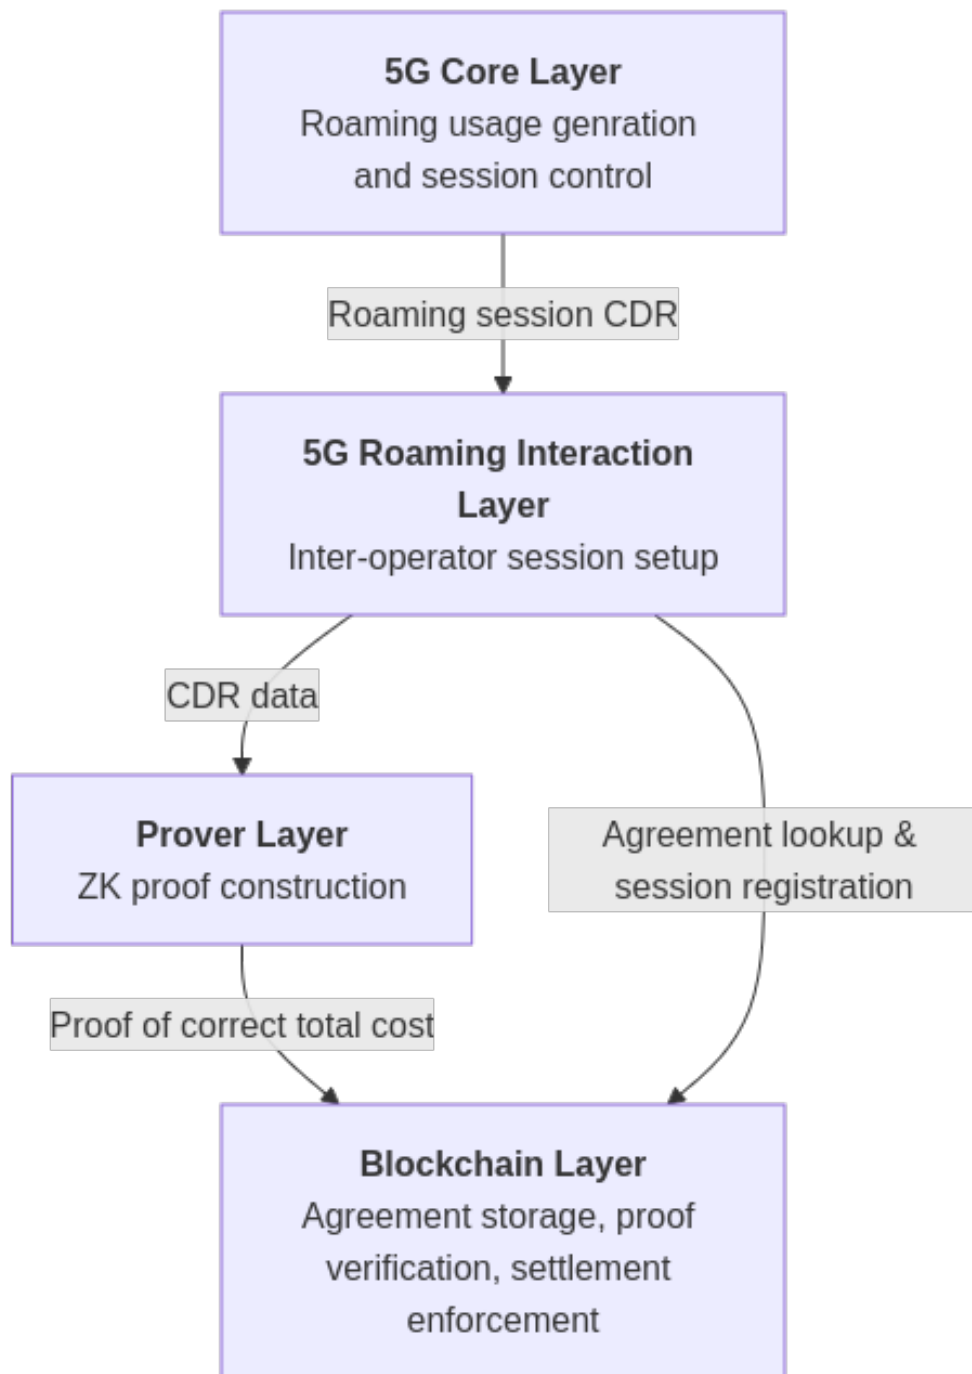 5G Core Layer
Roaming usage genration
and session control
Roaming session CDR
5G Roaming Interaction
Layer
Inter-operator session setup
CDR data
Prover Layer
ZK proof construction
Agreement lookup &
session registration
Proof of correct total cost
Blockchain Layer
Agreement storage, proof
verification, settlement
enforcement